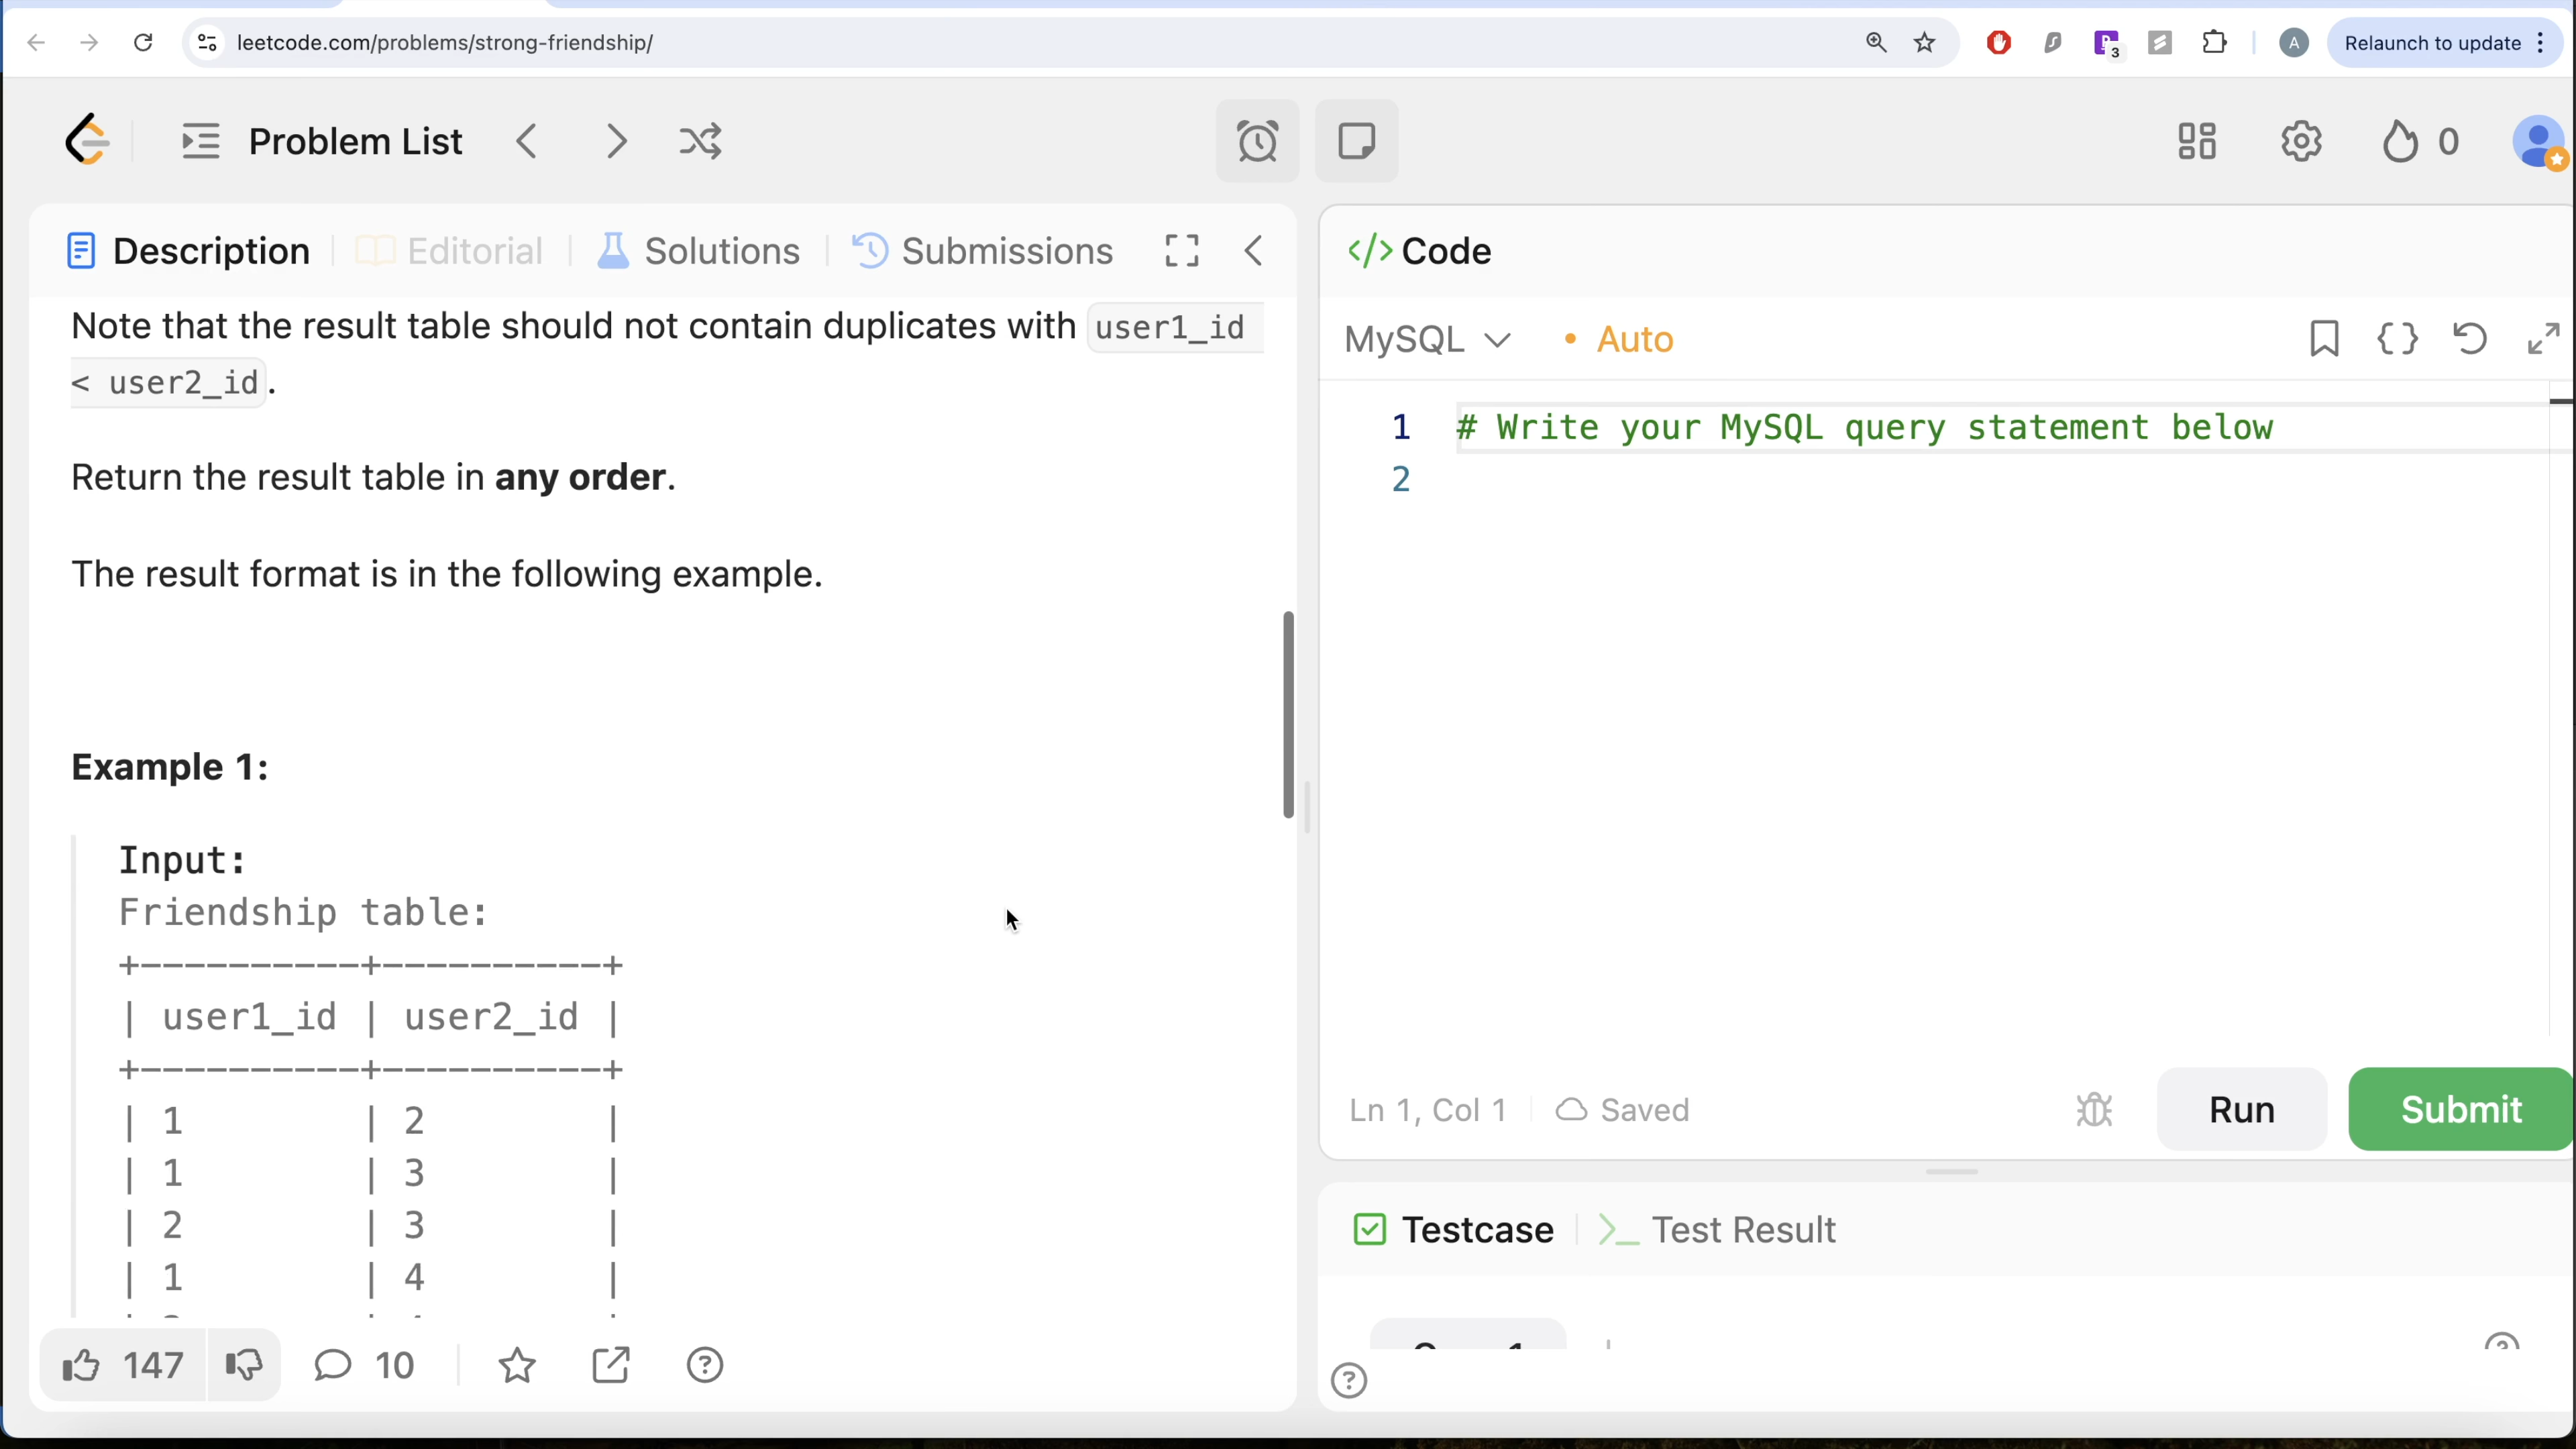 leetcode.com/problems/strong-friendship/
3
A
Relaunch to update
Problem List
0
Description
Editorial
Solutions
Submissions
Note that the result table should not contain duplicates with user1_id
< user2_id.
Return the result table in any order.
The result format is in the following example.
Example 1:
Input:
Friendship table:
+----------+----------+
| user1_id | user2_id |
+----------+----------+
| 1 | 2 |
| 1 | 3 |
| 2 | 3 |
| 1 | 4 |
147
10
</> Code
MySQL
Auto
1 # Write your MySQL query statement below
2
Ln 1, Col 1
Saved
Run
Submit
Testcase
Test Result